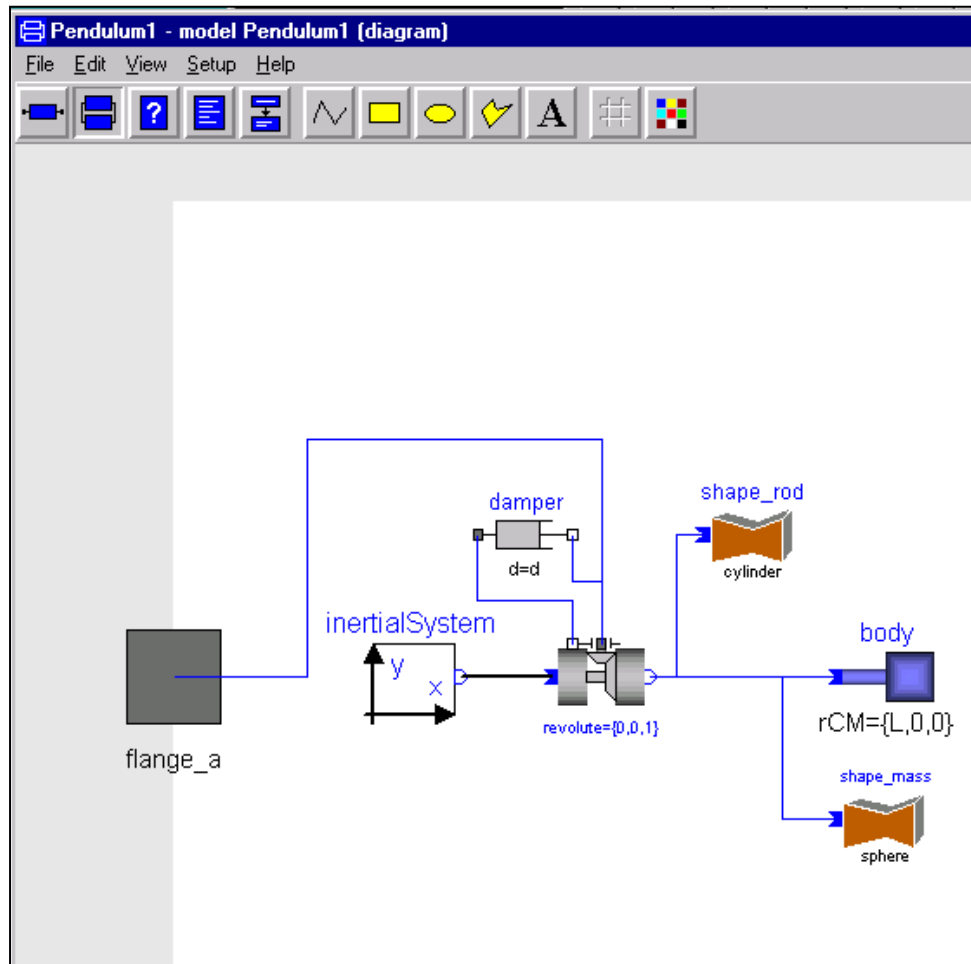 Pendulum1 - model Pendulum1 (diagram)
File Edit View Setup Help
? A
shape_rod
damper
d=d
cylinder
inertialSystem
y
x
body
revolute={0,0,1}
rCM={L,0,0}
flange_a
shape_mass
sphere